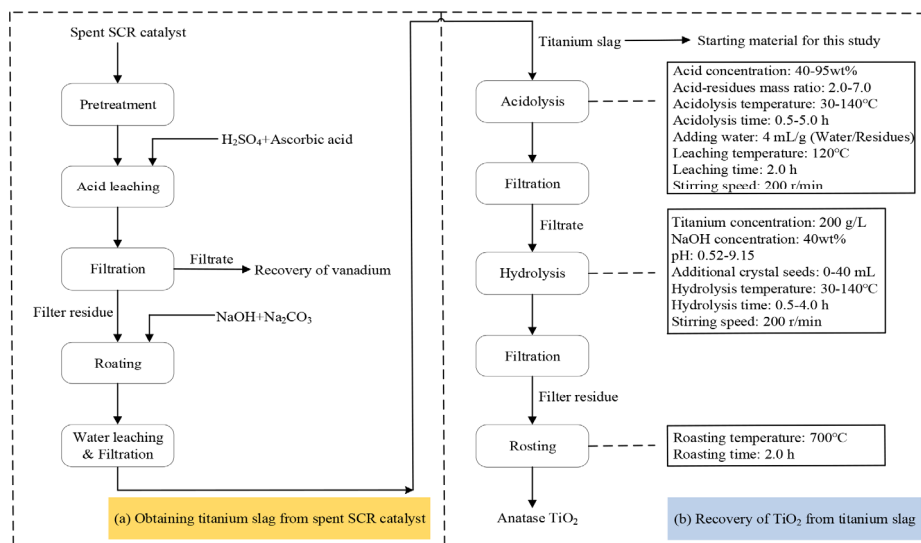 Spent SCR catalyst
Pretreatment
H₂SO₄+Ascorbic acid
Acid leaching
Filtration
Filtrate
Recovery of vanadium
Filter residue
NaOH+Na₂CO₃
Roating
Water leaching
& Filtration
(a) Obtaining titanium slag from spent SCR catalyst
Titanium slag
Starting material for this study
Acidolysis
Acid concentration: 40-95wt%
Acid-residues mass ratio: 2.0-7.0
Acidolysis temperature: 30-140°C
Acidolysis time: 0.5-5.0 h
Adding water: 4 mL/g (Water/Residues)
Leaching temperature: 120°C
Leaching time: 2.0 h
Stirring speed: 200 r/min
Filtration
Filtrate
Hydrolysis
Titanium concentration: 200 g/L
NaOH concentration: 40wt%
pH: 0.52-9.15
Additional crystal seeds: 0-40 mL
Hydrolysis temperature: 30-140°C
Hydrolysis time: 0.5-4.0 h
Stirring speed: 200 r/min
Filtration
Filter residue
Rosting
Roasting temperature: 700°C
Roasting time: 2.0 h
Anatase TiO₂
(b) Recovery of TiO₂ from titanium slag